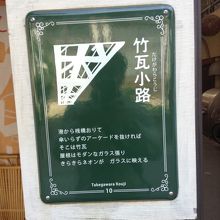 竹瓦小路
たけがわらこうじ
港から桟橋おりて
傘いらずのアーケードを抜ければ
そこは竹瓦
屋根はモダンなガラス張り
きらきらネオンが ガラスに映える
Takegawara Kouji
10